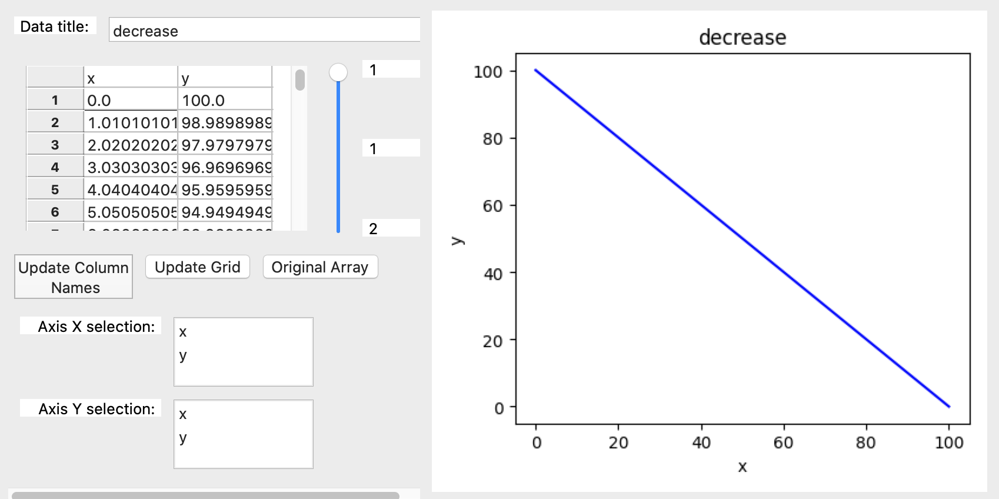 Data title:
decrease
x y
1 0.0 100.0
2 1.01010101 98.9898989
3 2.02020202 97.9797979
4 3.03030303 96.9696969
5 4.04040404 95.9595959
6 5.05050505 94.9494949
1
1
2
Update Column
Names
Update Grid
Original Array
Axis X selection:
x
y
Axis Y selection:
x
y
decrease
100
80
60
40
20
0
y
0 20 40 60 80 100
x